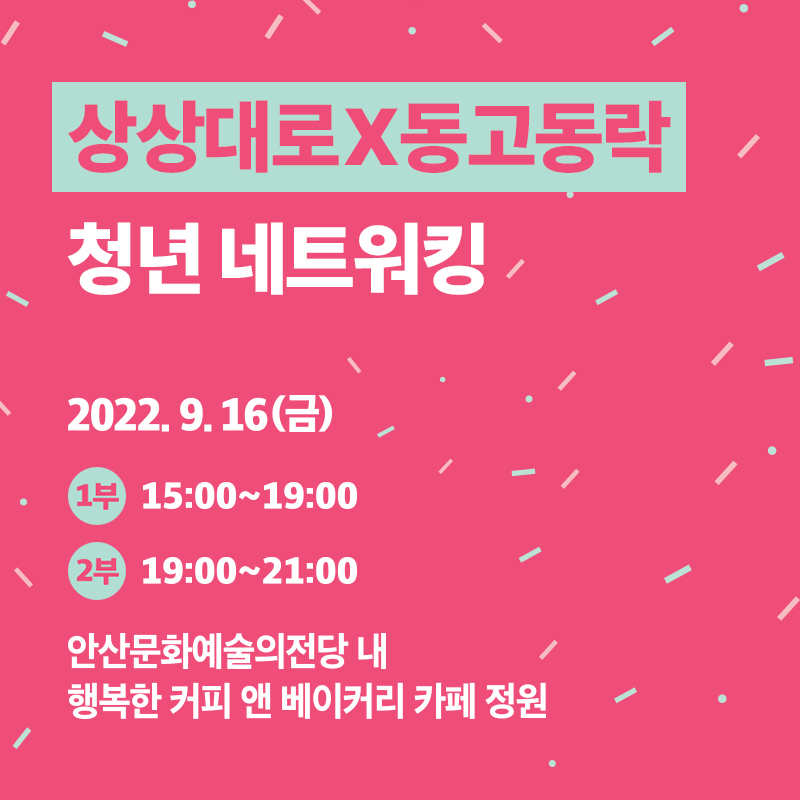 상상대로X동고동락
청년 네트워킹
2022. 9. 16(금)
1부 15:00~19:00
2부 19:00~21:00
안산문화예술의전당 내
행복한 커피 앤 베이커리 카페 정원